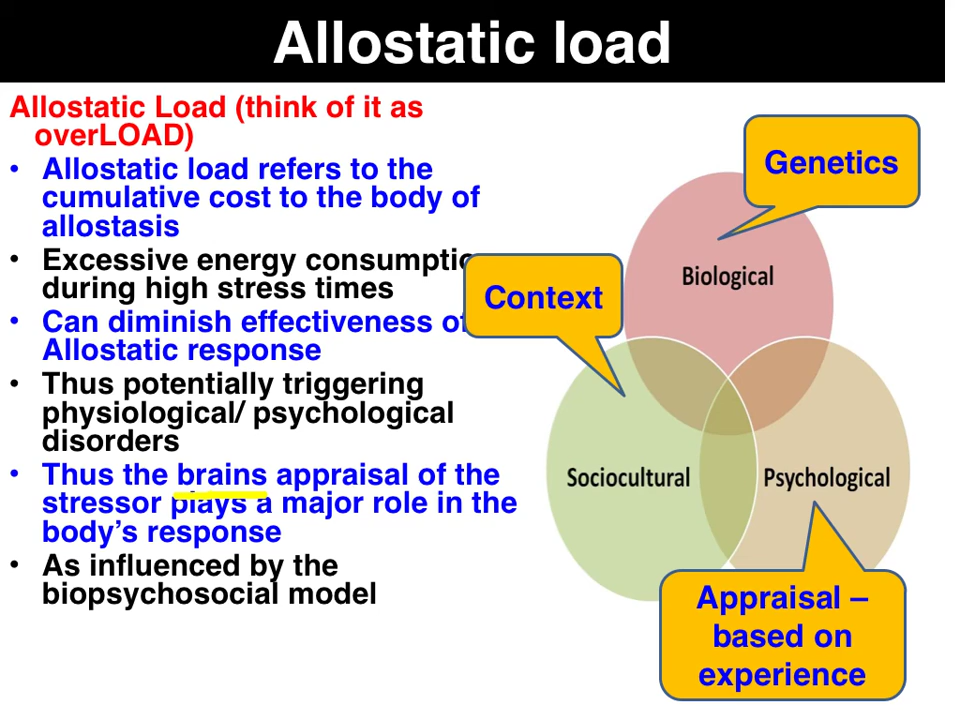 Allostatic load
Allostatic Load (think of it as
overLOAD)
• Allostatic load refers to the
cumulative cost to the body of
allostasis
• Excessive energy consumptio
during high stress times
• Can diminish effectiveness of
Allostatic response
• Thus potentially triggering
physiological/ psychological
disorders
• Thus the brains appraisal of the
stressor plays a major role in the
body’s response
• As influenced by the
biopsychosocial model
Genetics
Biological
Context
Sociocultural
Psychological
Appraisal –
based on
experience